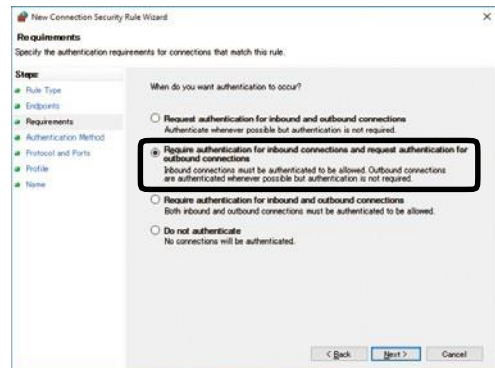 New Connection Security Rule Wizard
Requirements
Specify the authentication requirements for connections that match this rule.
Steps:
Rule Type
Endpoints
Requirements
Authentication Method
Protocol and Ports
Profile
Name
When do you want authentication to occur?
Request authentication for inbound and outbound connections
Authenticate whenever possible but authentication is not required.
Require authentication for inbound connections and request authentication for
outbound connections
Inbound connections must be authenticated to be allowed. Outbound connections
are authenticated whenever possible but authentication is not required.
Require authentication for inbound and outbound connections
Both inbound and outbound connections must be authenticated to be allowed.
Do not authenticate
No connections will be authenticated.
< Back
Next >
Cancel